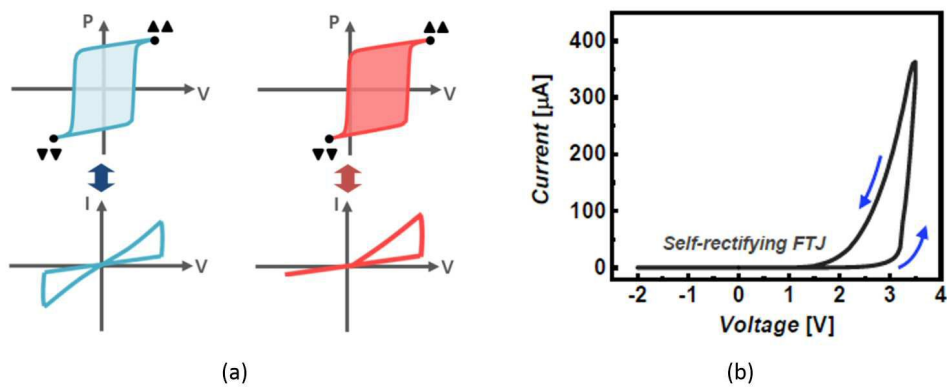 P
V
P
V
I
V
I
V
(a)
400
300
200
100
0
Current [µA]
Self-rectifying FTJ
-2 -1 0 1 2 3 4
Voltage [V]
(b)